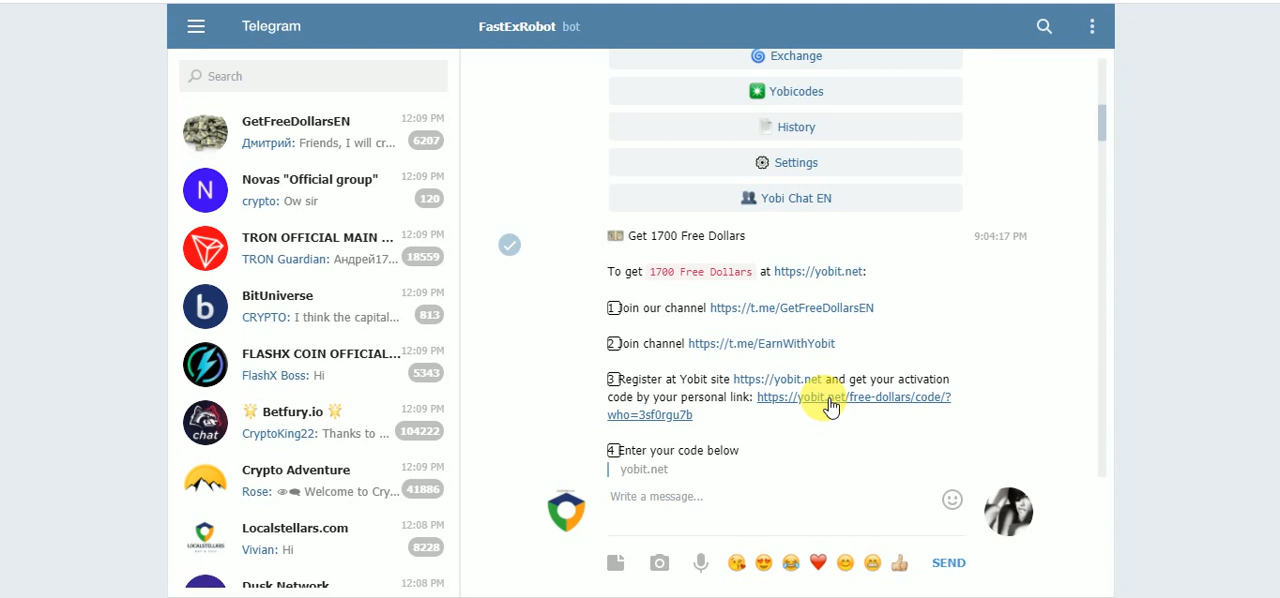 Telegram
FastExRobot bot
Search
GetFreeDollarsEN 12:09 PM
Дмитрий: Friends, I will cr... 6207
Novas "Official group" 12:09 PM
crypto: Ow sir 120
TRON OFFICIAL MAIN ... 12:09 PM
TRON Guardian: Андрей17... 18559
BitUniverse 12:09 PM
CRYPTO: I think the capital... 813
FLASHX COIN OFFICIAL... 12:09 PM
FlashX Boss: Hi 5343
Betfury.io 12:09 PM
CryptoKing22: Thanks to ... 104222
chat
Crypto Adventure 12:09 PM
Rose: Welcome to Cry... 41886
Localstellars.com 12:08 PM
Vivian: Hi 8228
Dusk Network 12:08 PM
N
b
LOCALSTELLARS
Exchange
Yobicodes
History
Settings
Yobi Chat EN
Get 1700 Free Dollars 9:04:17 PM
To get 1700 Free Dollars at https://yobit.net:
1 Join our channel https://t.me/GetFreeDollarsEN
2 Join channel https://t.me/EarnWithYobit
3 Register at Yobit site https://yobit.net and get your activation
code by your personal link: https://yobit.net/free-dollars/code/?
who=3sf0rgu7b
4 Enter your code below
yobit.net
Write a message...
SEND